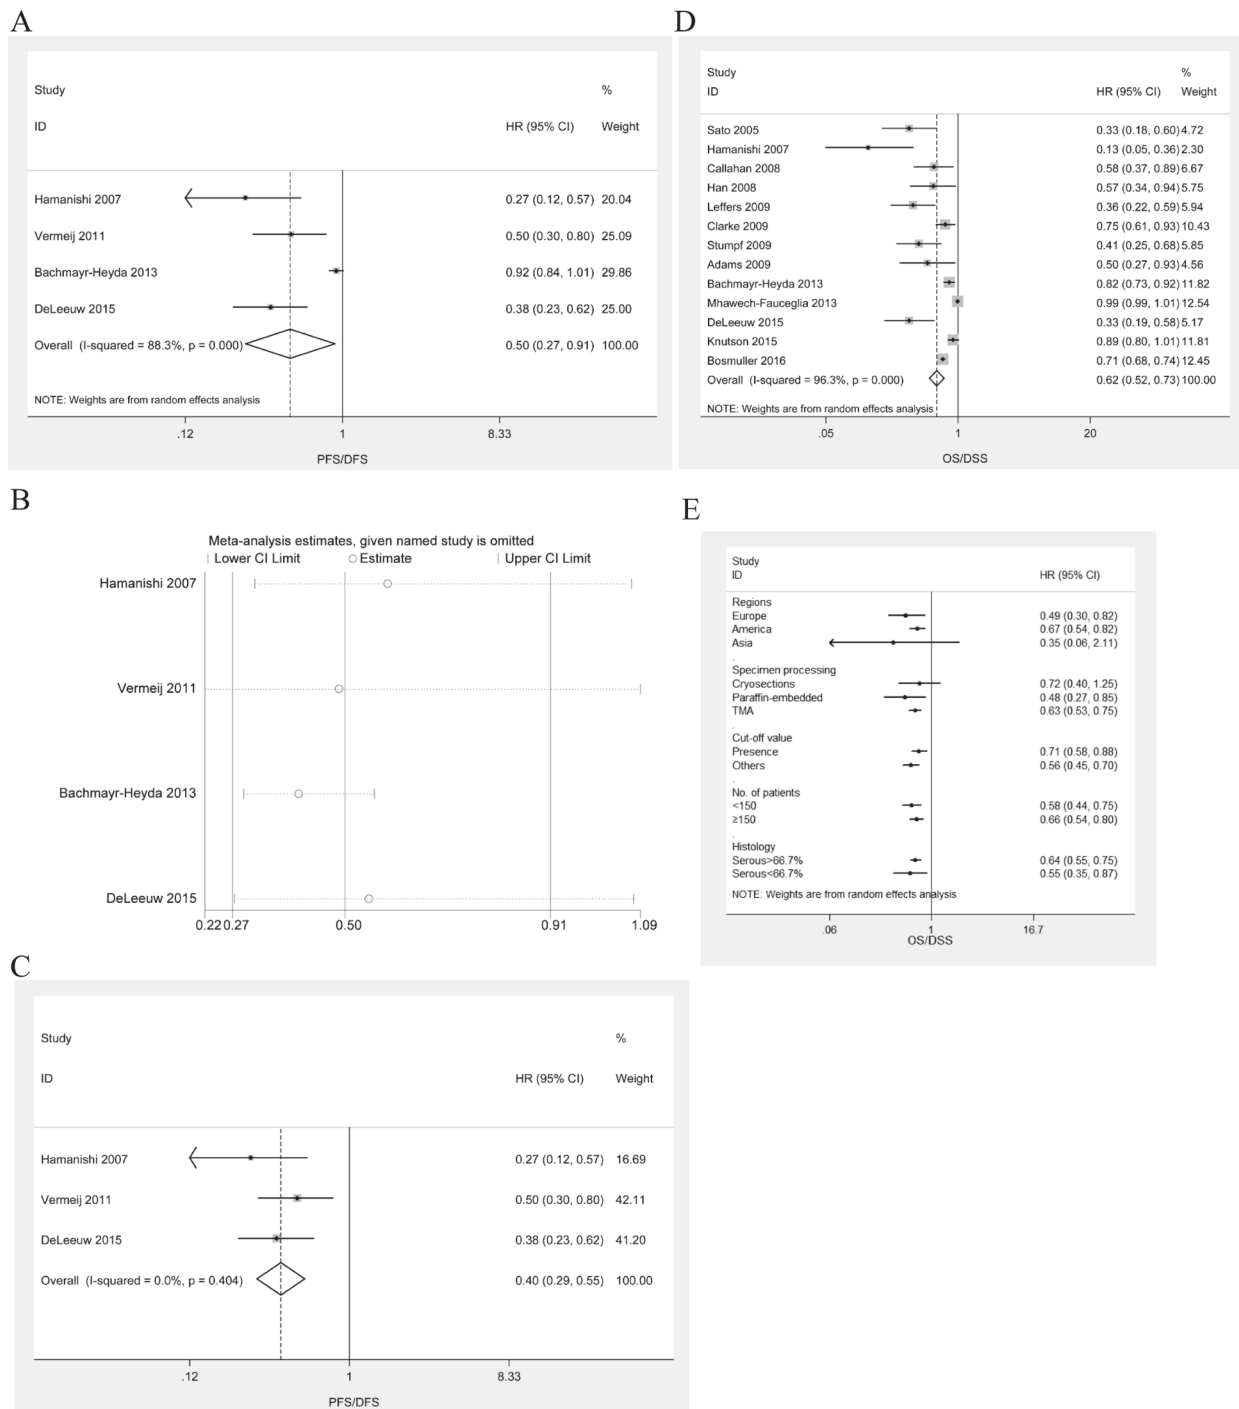 A
Study %
ID HR (95% CI) Weight
Hamanishi 2007 0.27 (0.12, 0.57) 20.04
Vermeij 2011 0.50 (0.30, 0.80) 25.09
Bachmayr-Heyda 2013 0.92 (0.84, 1.01) 29.86
DeLeeuw 2015 0.38 (0.23, 0.62) 25.00
Overall (I-squared = 88.3%, p = 0.000) 0.50 (0.27, 0.91) 100.00
NOTE: Weights are from random effects analysis
.12 1 8.33
PFS/DFS
B
Meta-analysis estimates, given named study is omitted
Lower CI Limit Estimate Upper CI Limit
Hamanishi 2007
Vermeij 2011
Bachmayr-Heyda 2013
DeLeeuw 2015
0.22 0.27 0.50 0.91 1.09
C
Study %
ID HR (95% CI) Weight
Hamanishi 2007 0.27 (0.12, 0.57) 16.69
Vermeij 2011 0.50 (0.30, 0.80) 42.11
DeLeeuw 2015 0.38 (0.23, 0.62) 41.20
Overall (I-squared = 0.0%, p = 0.404) 0.40 (0.29, 0.55) 100.00
.12 1 8.33
PFS/DFS
D
Study %
ID HR (95% CI) Weight
Sato 2005 0.33 (0.18, 0.60) 4.72
Hamanishi 2007 0.13 (0.05, 0.36) 2.30
Callahan 2008 0.58 (0.37, 0.89) 6.67
Han 2008 0.57 (0.34, 0.94) 5.75
Leffers 2009 0.36 (0.22, 0.59) 5.94
Clarke 2009 0.75 (0.61, 0.93) 10.43
Stumpf 2009 0.41 (0.25, 0.68) 5.85
Adams 2009 0.50 (0.27, 0.93) 4.56
Bachmayr-Heyda 2013 0.82 (0.73, 0.92) 11.82
Mhawech-Fauceglia 2013 0.99 (0.99, 1.01) 12.54
DeLeeuw 2015 0.33 (0.19, 0.58) 5.17
Knutson 2015 0.89 (0.80, 1.01) 11.81
Bosmuller 2016 0.71 (0.68, 0.74) 12.45
Overall (I-squared = 96.3%, p = 0.000) 0.62 (0.52, 0.73) 100.00
NOTE: Weights are from random effects analysis
.05 1 20
OS/DSS
E
Study
ID HR (95% CI)
Regions
Europe 0.49 (0.30, 0.82)
America 0.67 (0.54, 0.82)
Asia 0.35 (0.06, 2.11)
.
Specimen processing
Cryosections 0.72 (0.40, 1.25)
Paraffin-embedded 0.48 (0.27, 0.85)
TMA 0.63 (0.53, 0.75)
.
Cut-off value
Presence 0.71 (0.58, 0.88)
Others 0.56 (0.45, 0.70)
.
No. of patients
<150 0.58 (0.44, 0.75)
≥150 0.66 (0.54, 0.80)
.
Histology
Serous>66.7% 0.64 (0.55, 0.75)
Serous<66.7% 0.55 (0.35, 0.87)
NOTE: Weights are from random effects analysis
.06 1 16.7
OS/DSS